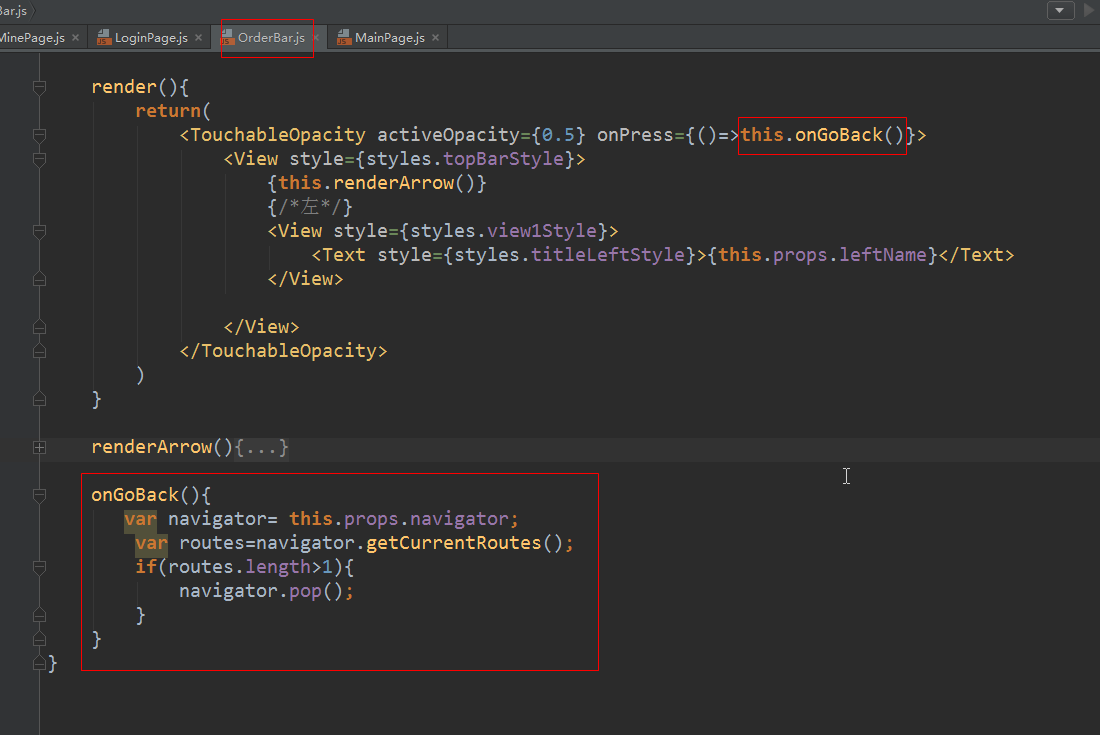 Bar.js
MinePage.js × LoginPage.js × OrderBar.js × MainPage.js ×
render(){
return(
<TouchableOpacity activeOpacity={0.5} onPress={()=>this.onGoBack()}>
<View style={styles.topBarStyle}>
{this.renderArrow()}
{/*左*/}
<View style={styles.view1Style}>
<Text style={styles.titleLeftStyle}>{this.props.leftName}</Text>
</View>
</View>
</TouchableOpacity>
)
}
renderArrow(){...}
onGoBack(){
var navigator= this.props.navigator;
var routes=navigator.getCurrentRoutes();
if(routes.length>1){
navigator.pop();
}
}
}